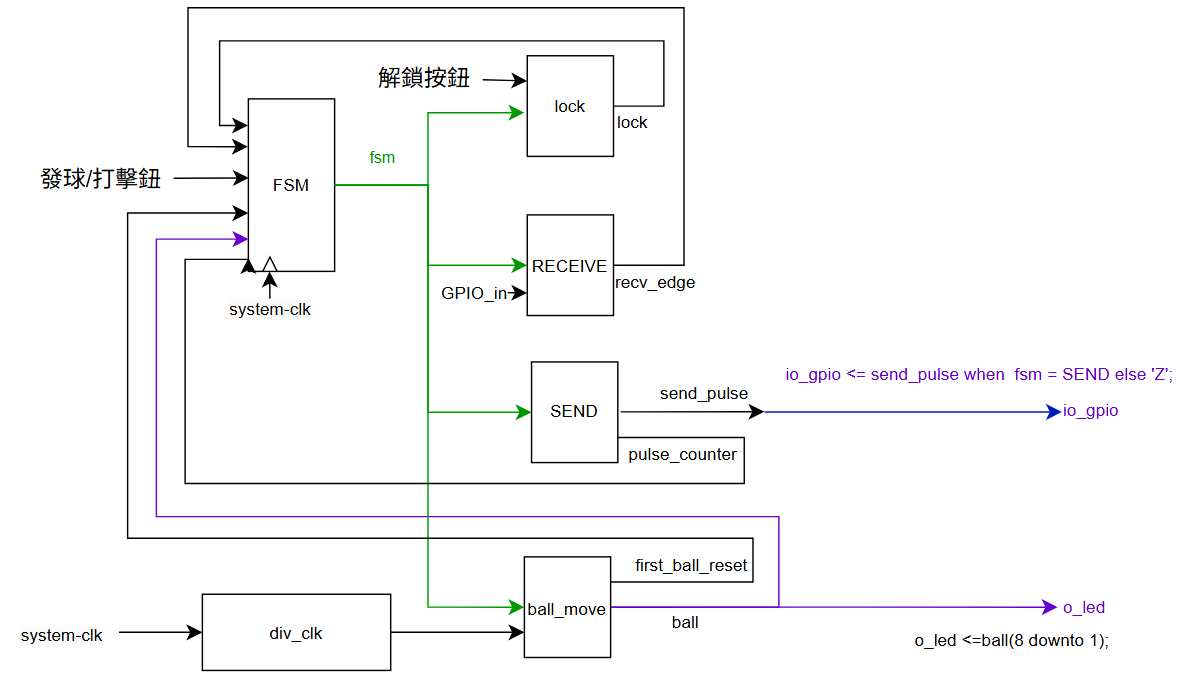 解鎖按鈕
lock
lock
fsm
發球/打擊鈕
FSM
RECEIVE
recv_edge
GPIO_in
system-clk
io_gpio <= send_pulse when  fsm = SEND else 'Z';
send_pulse
SEND
io_gpio
pulse_counter
first_ball_reset
ball_move
o_led
ball
system-clk
div_clk
o_led <=ball(8 downto 1);